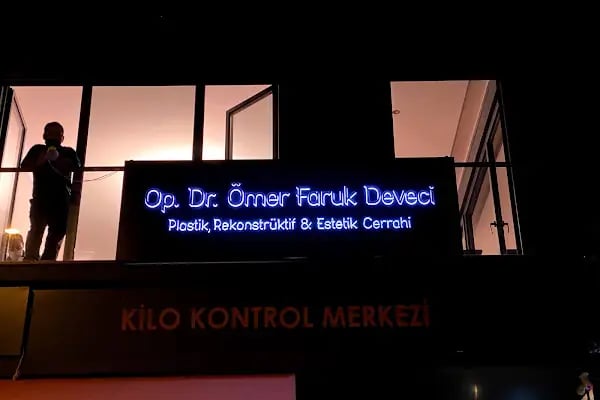 Op. Dr. Ömer Faruk Deveci
Plastik, Rekonstrüktif & Estetik Cerrahi
KİLO KONTROL MERKEZİ